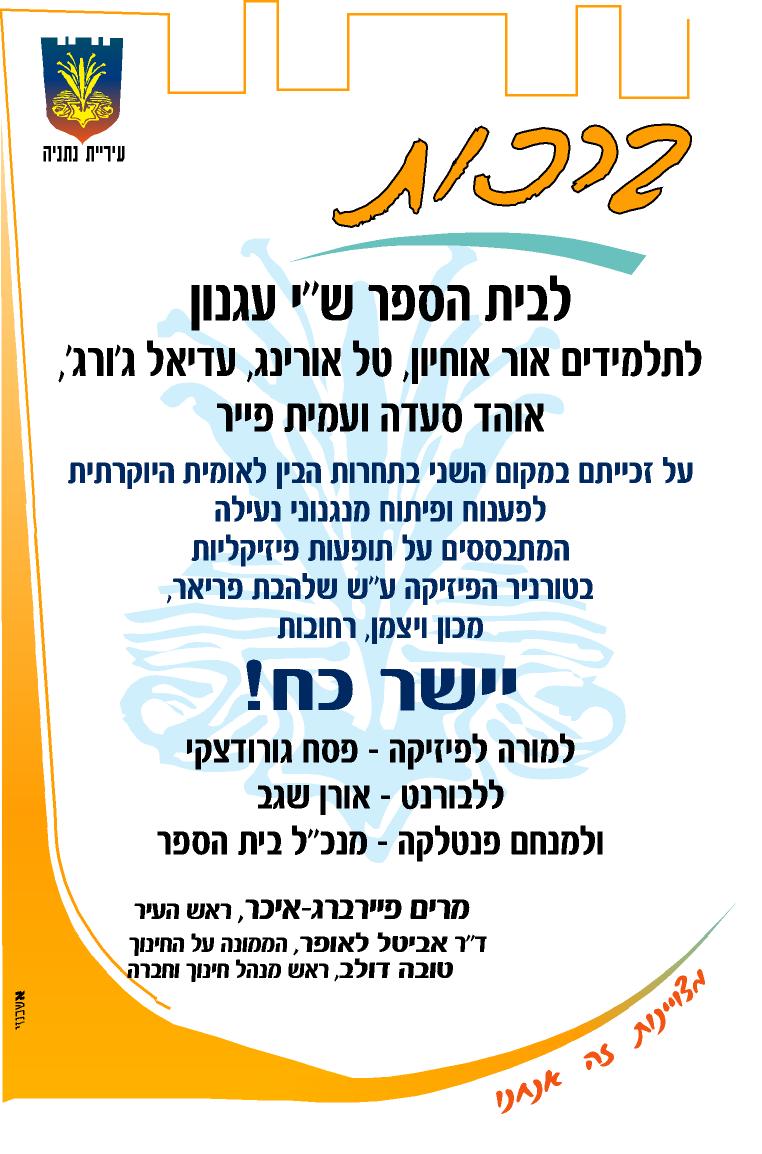 עיריית נתניה
ברכות
לבית הספר ש"י עגנון
לתלמידים אור אוחיון, טל אורינג, עדיאל ג'ורג',
אוהד סעדה ועמית פייר
על זכייתם במקום השני בתחרות הבין לאומית היוקרתית
לפענוח ופיתוח מנגנוני נעילה
המתבססים על תופעות פיזיקליות
בטורניר הפיזיקה ע"ש שלהבת פריאר,
מכון ויצמן, רחובות
יישר כח!
למורה לפיזיקה - פסח גורודצקי
ללבורנט - אורן שגב
ולמנחם פנטלקה - מנכ"ל בית הספר
מרים פיירברג-איכר, ראש העיר
ד"ר אביטל לאופר, הממונה על החינוך
טובה דולב, ראש מנהל חינוך וחברה
מצויינות זה אנחנו